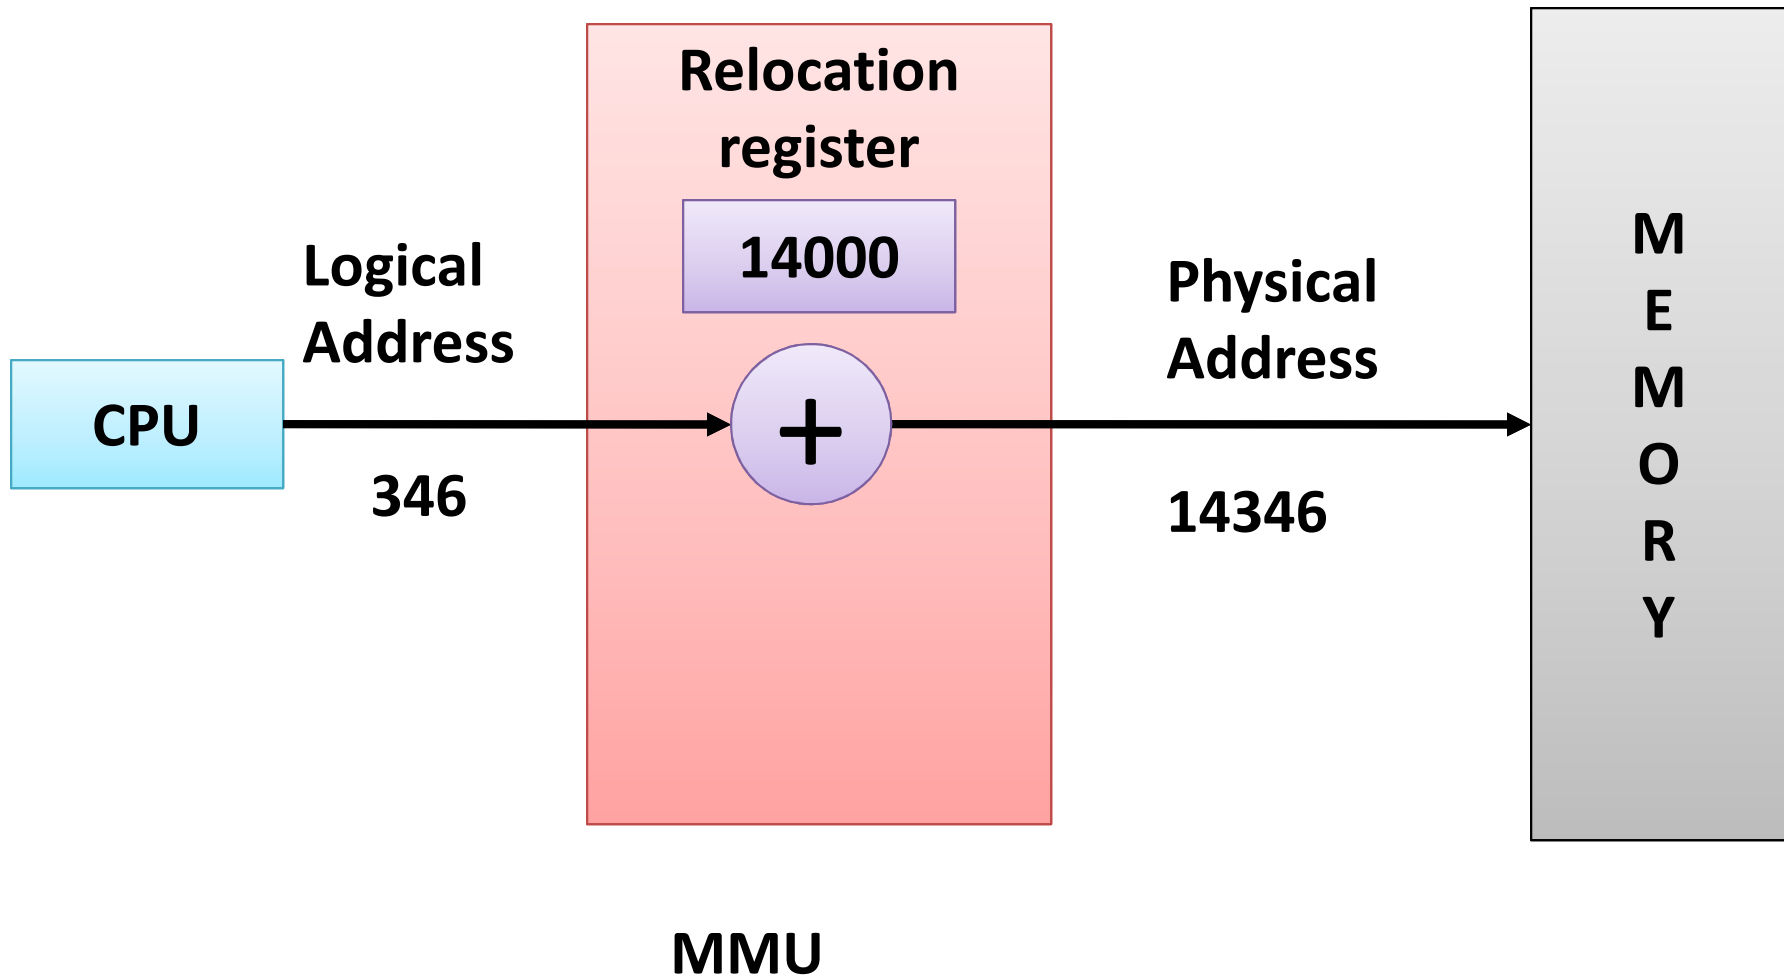 Relocation
register
14000
Logical
Address
Physical
Address
CPU
+
346
14346
M
E
M
O
R
Y
MMU